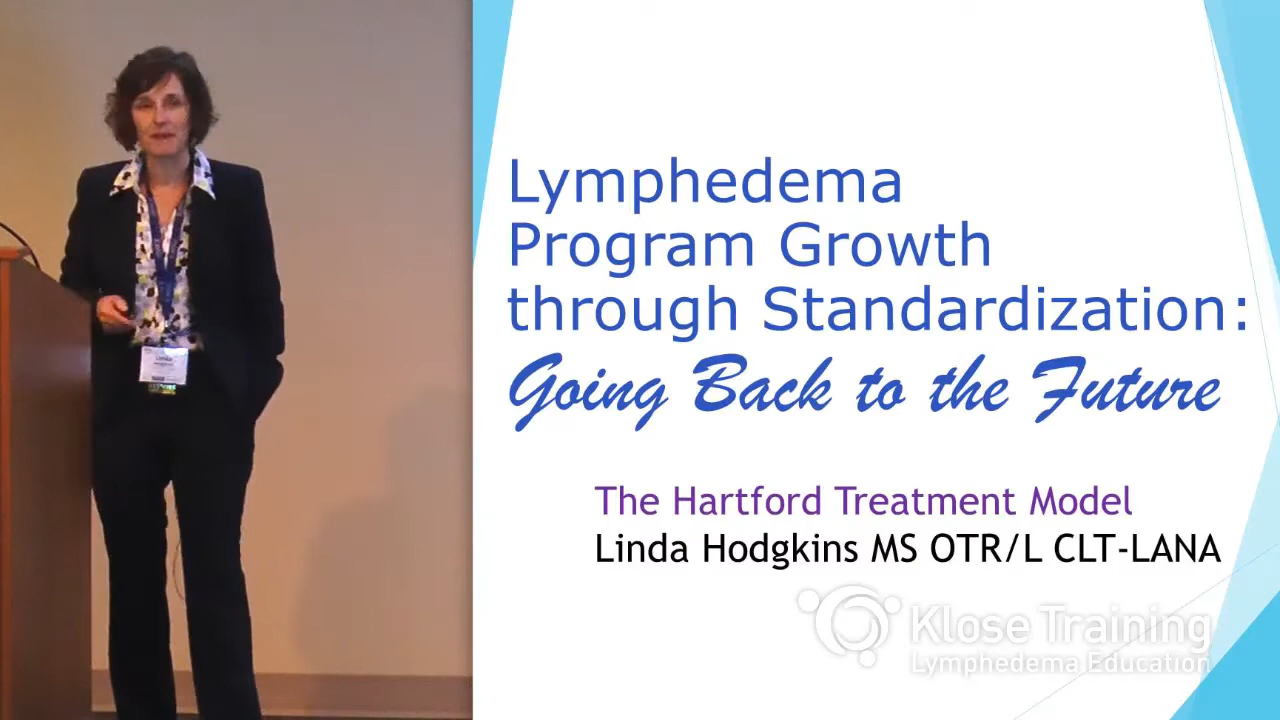 Lymphedema
Program Growth
through Standardization:
Going Back to the Future
The Hartford Treatment Model
Linda Hodgkins MS OTR/L CLT-LANA
Klose Training
Lymphedema Education
Linda